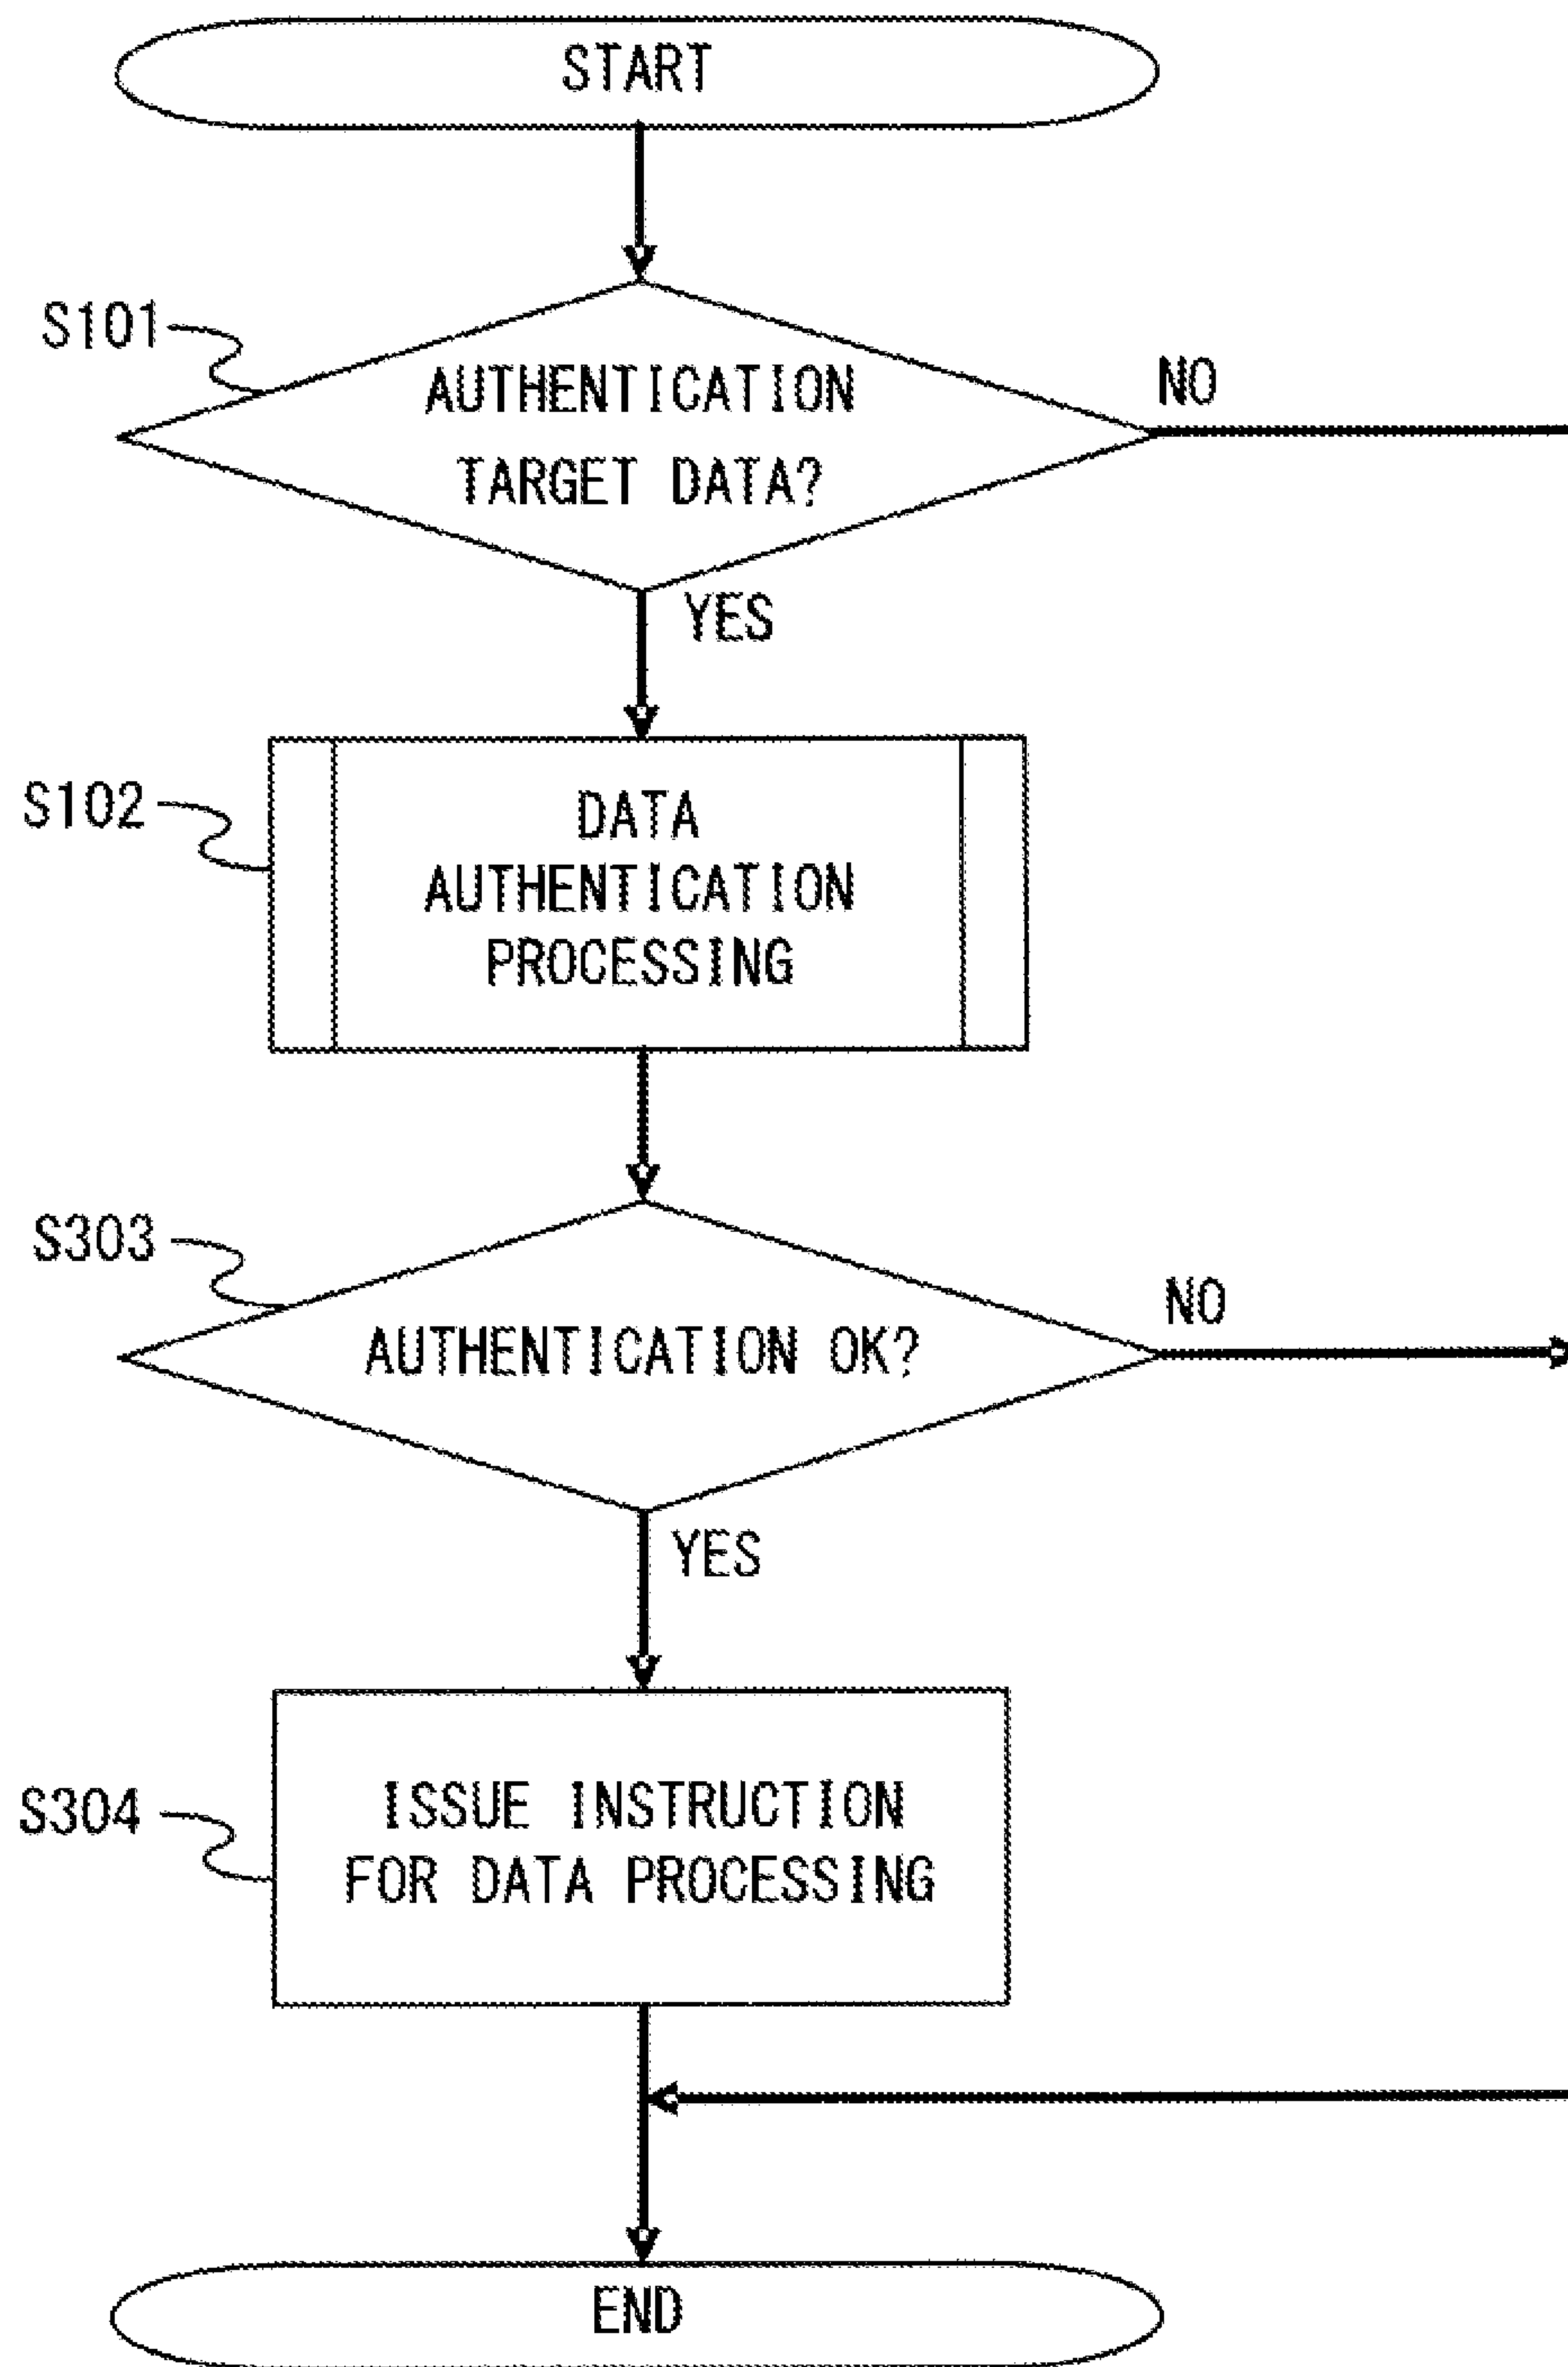 START
S101
AUTHENTICATION
TARGET DATA?
NO
YES
S102
DATA
AUTHENTICATION
PROCESSING
S303
AUTHENTICATION OK?
NO
YES
S304
ISSUE INSTRUCTION
FOR DATA PROCESSING
END